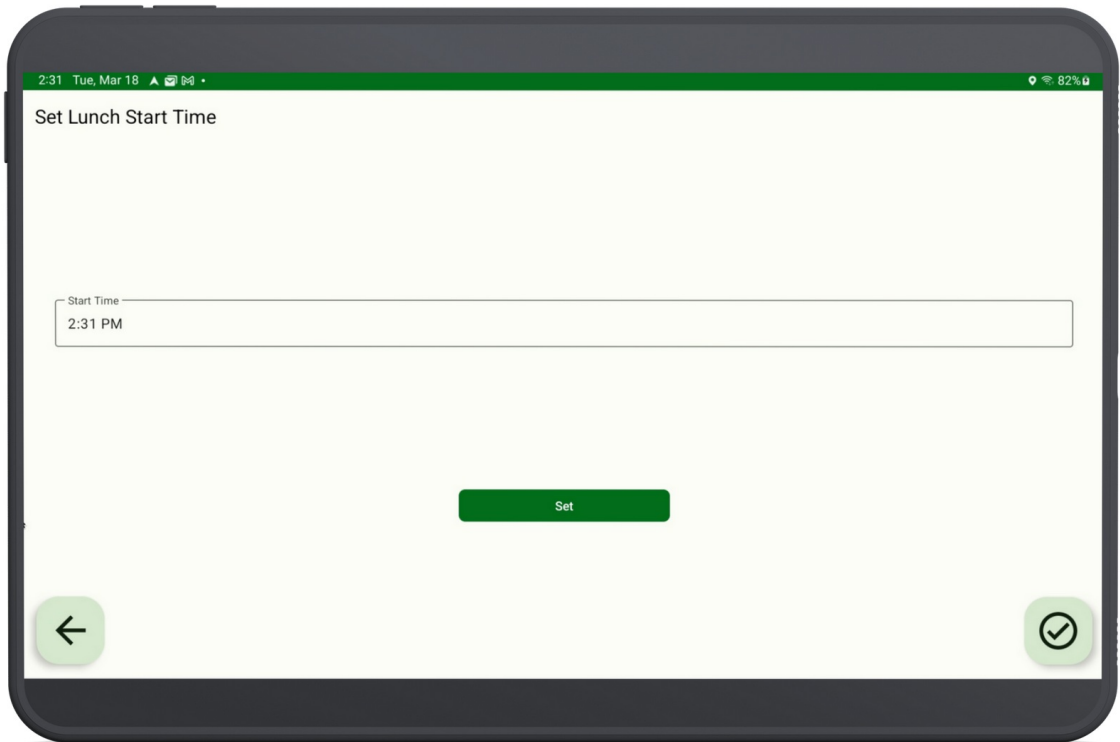 2:31 Tue, Mar 18 82%
Set Lunch Start Time
Start Time
2:31 PM
Set